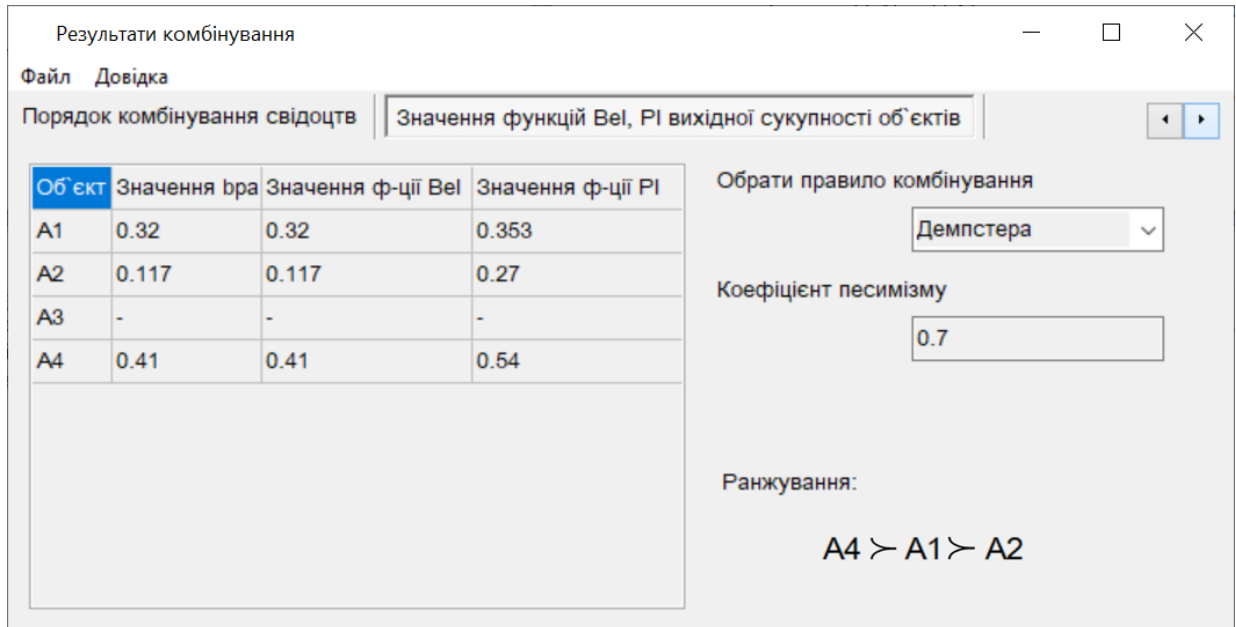 Результати комбінування
Файл Довідка
Порядок комбінування свідоцтв Значення функцій Bel, Pl вихідної сукупності об`єктів
Об`єкт Значення bpa Значення ф-ції Bel Значення ф-ції Pl
A1 0.32 0.32 0.353
A2 0.117 0.117 0.27
A3 - - -
A4 0.41 0.41 0.54
Обрати правило комбінування
Демпстера
Коефіцієнт песимізму
0.7
Ранжування:
A4 ≻ A1 ≻ A2